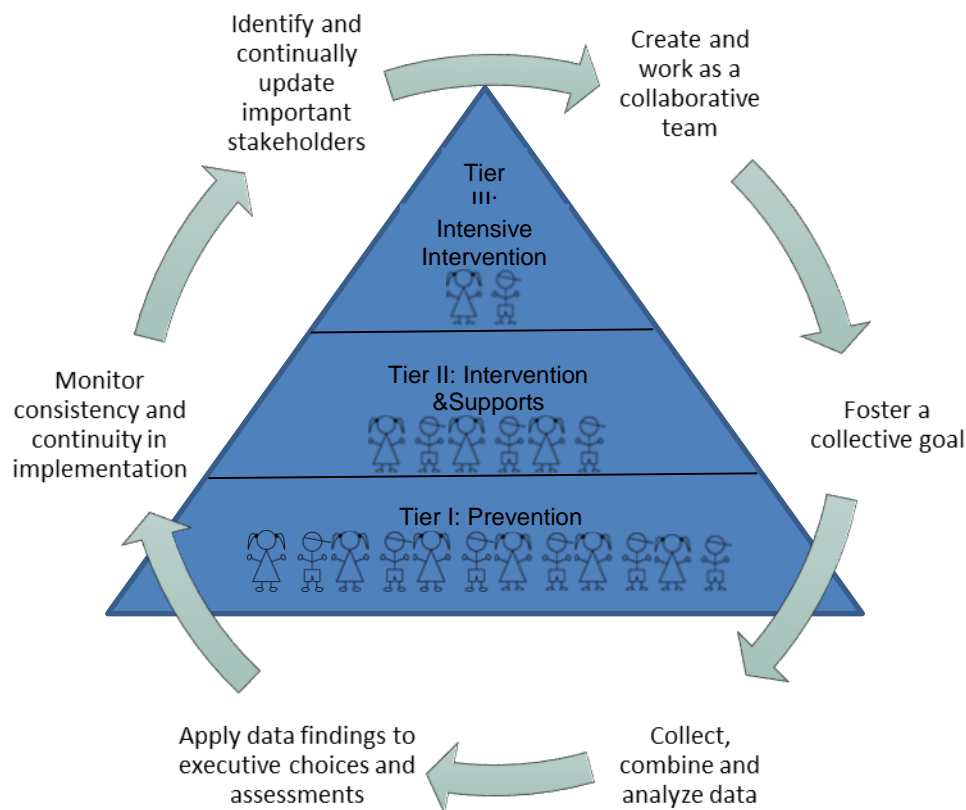 Identify and
continually
update
important
stakeholders
Create and
work as a
collaborative
team
Tier
III:
Intensive
Intervention
Monitor
consistency and
continuity in
implementation
Tier II: Intervention
&Supports
Foster a
collective goal
Tier I: Prevention
Apply data findings to
executive choices and
assessments
Collect,
combine and
analyze data